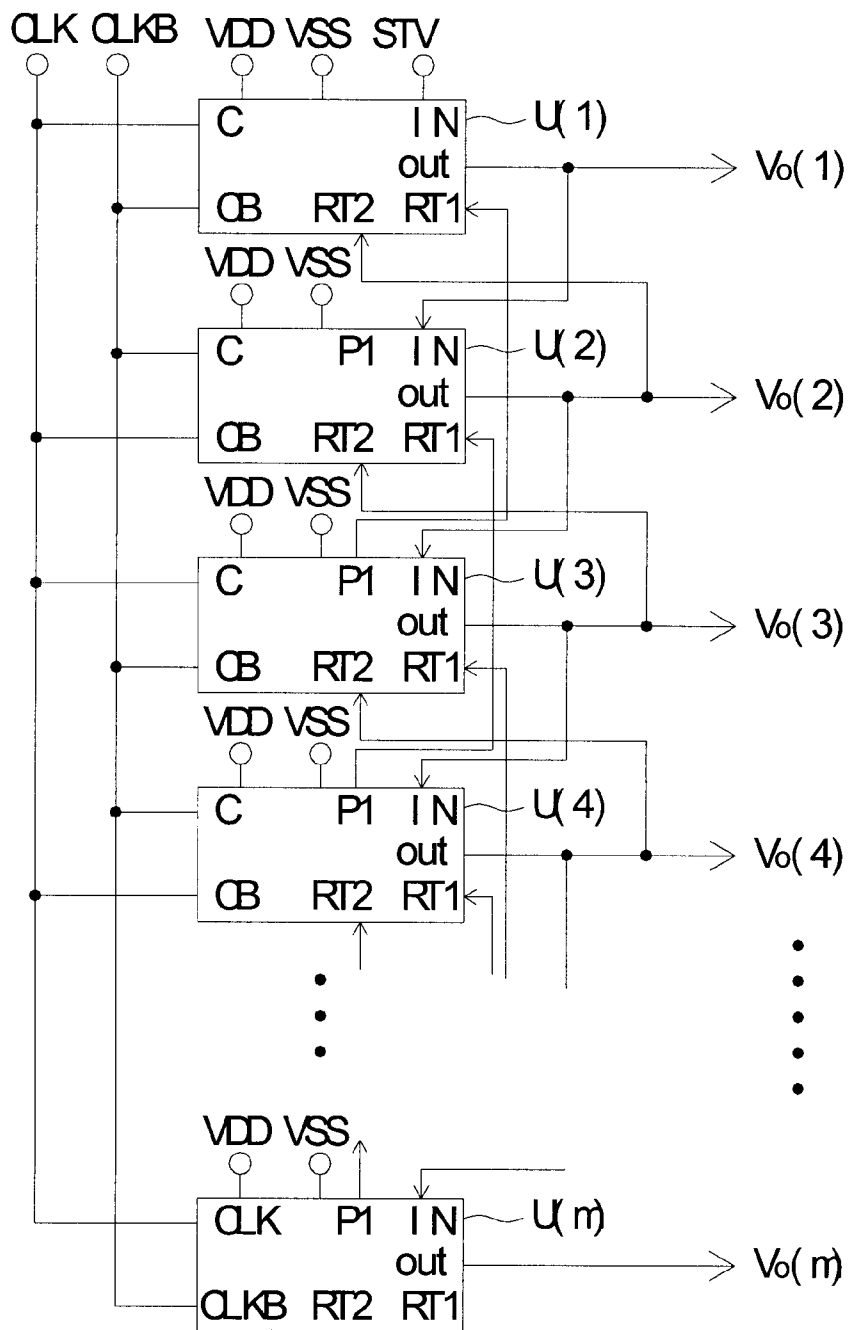 CLK CLKB VDD VSS STV
C IN U(1)
out Vo(1)
CB RT2 RT1
VDD VSS
C P1 IN U(2)
out Vo(2)
CB RT2 RT1
VDD VSS
C P1 IN U(3)
out Vo(3)
CB RT2 RT1
VDD VSS
C P1 IN U(4)
out Vo(4)
CB RT2 RT1
VDD VSS
CLK P1 IN U(m)
out Vo(m)
CLKB RT2 RT1